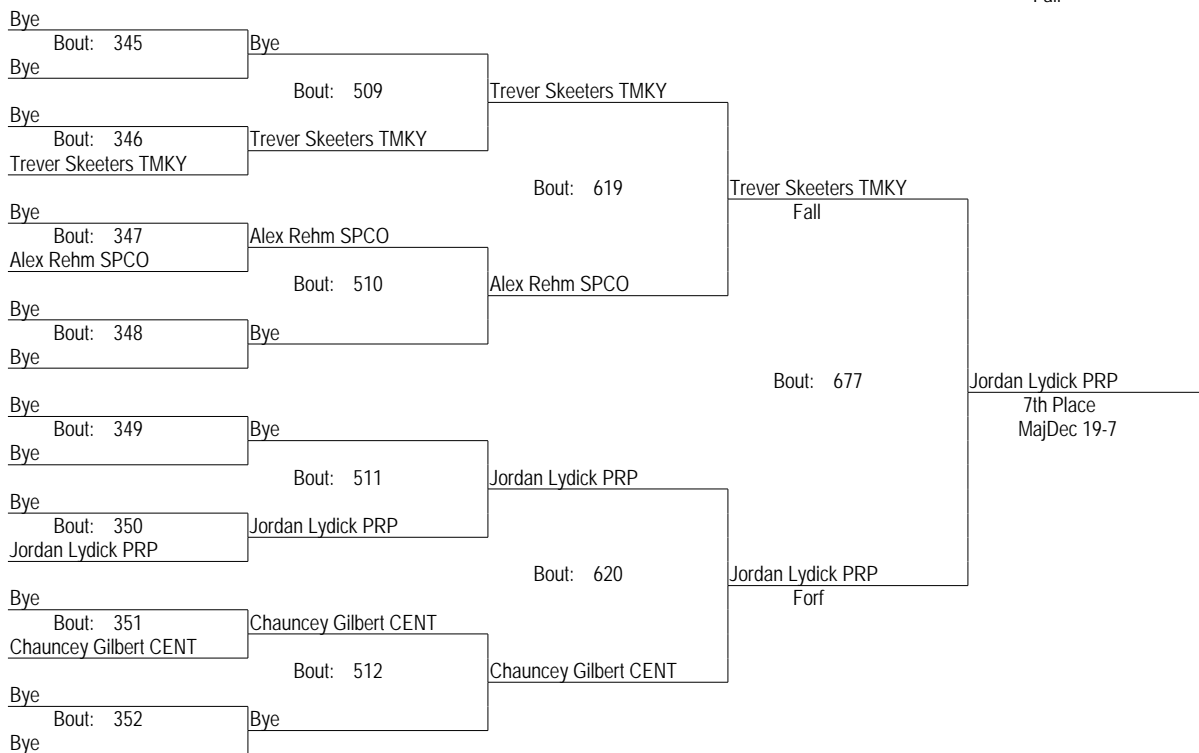 Bye
Bout: 345 Bye
Bye
Bout: 509 Trever Skeeters TMKY
Bye
Bout: 346 Trever Skeeters TMKY
Trever Skeeters TMKY
Bout: 619 Trever Skeeters TMKY
Bye Fall
Bout: 347 Alex Rehm SPCO
Alex Rehm SPCO
Bout: 510 Alex Rehm SPCO
Bye
Bout: 348 Bye
Bye
Bout: 677 Jordan Lydick PRP
Bye 7th Place
Bout: 349 Bye MajDec 19-7
Bye
Bout: 511 Jordan Lydick PRP
Bye
Bout: 350 Jordan Lydick PRP
Jordan Lydick PRP
Bout: 620 Jordan Lydick PRP
Bye Forf
Bout: 351 Chauncey Gilbert CENT
Chauncey Gilbert CENT
Bout: 512 Chauncey Gilbert CENT
Bye
Bout: 352 Bye
Bye